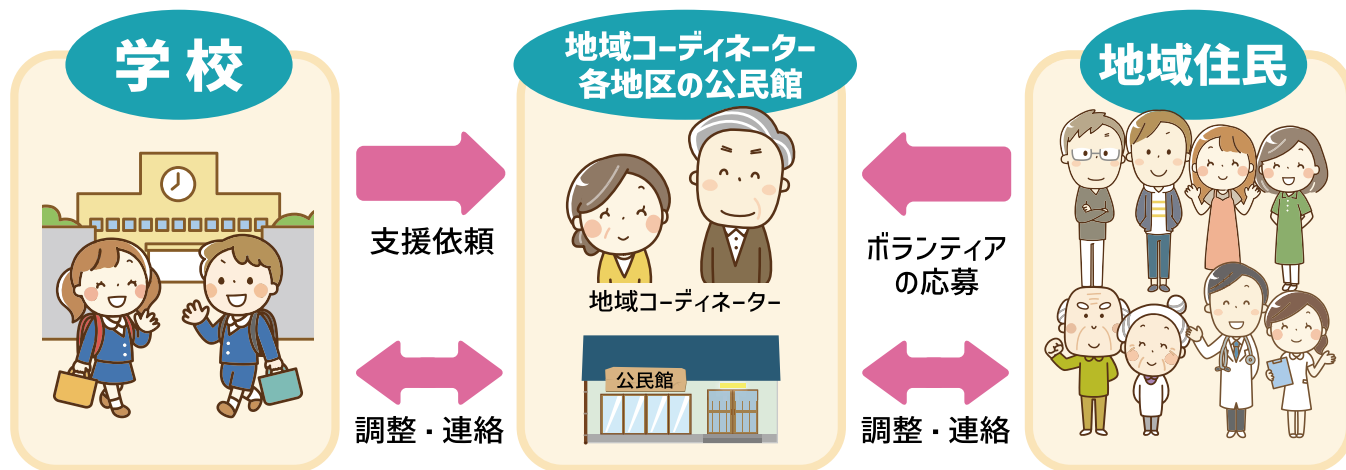 学校
地域コーディネーター
各地区の公民館
地域住民
支援依頼
ボランティア
の応募
地域コーディネーター
公民館
調整・連絡
調整・連絡